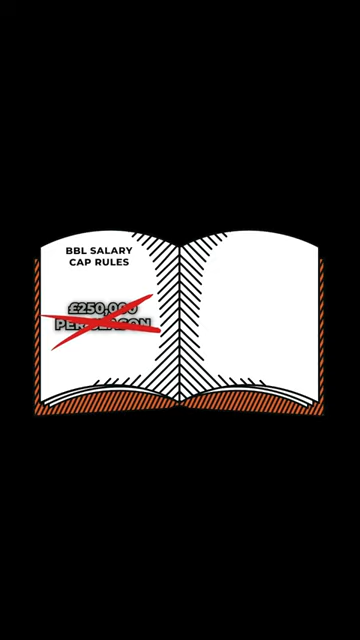 BBL SALARY
CAP RULES
£250,000
PER SEASON